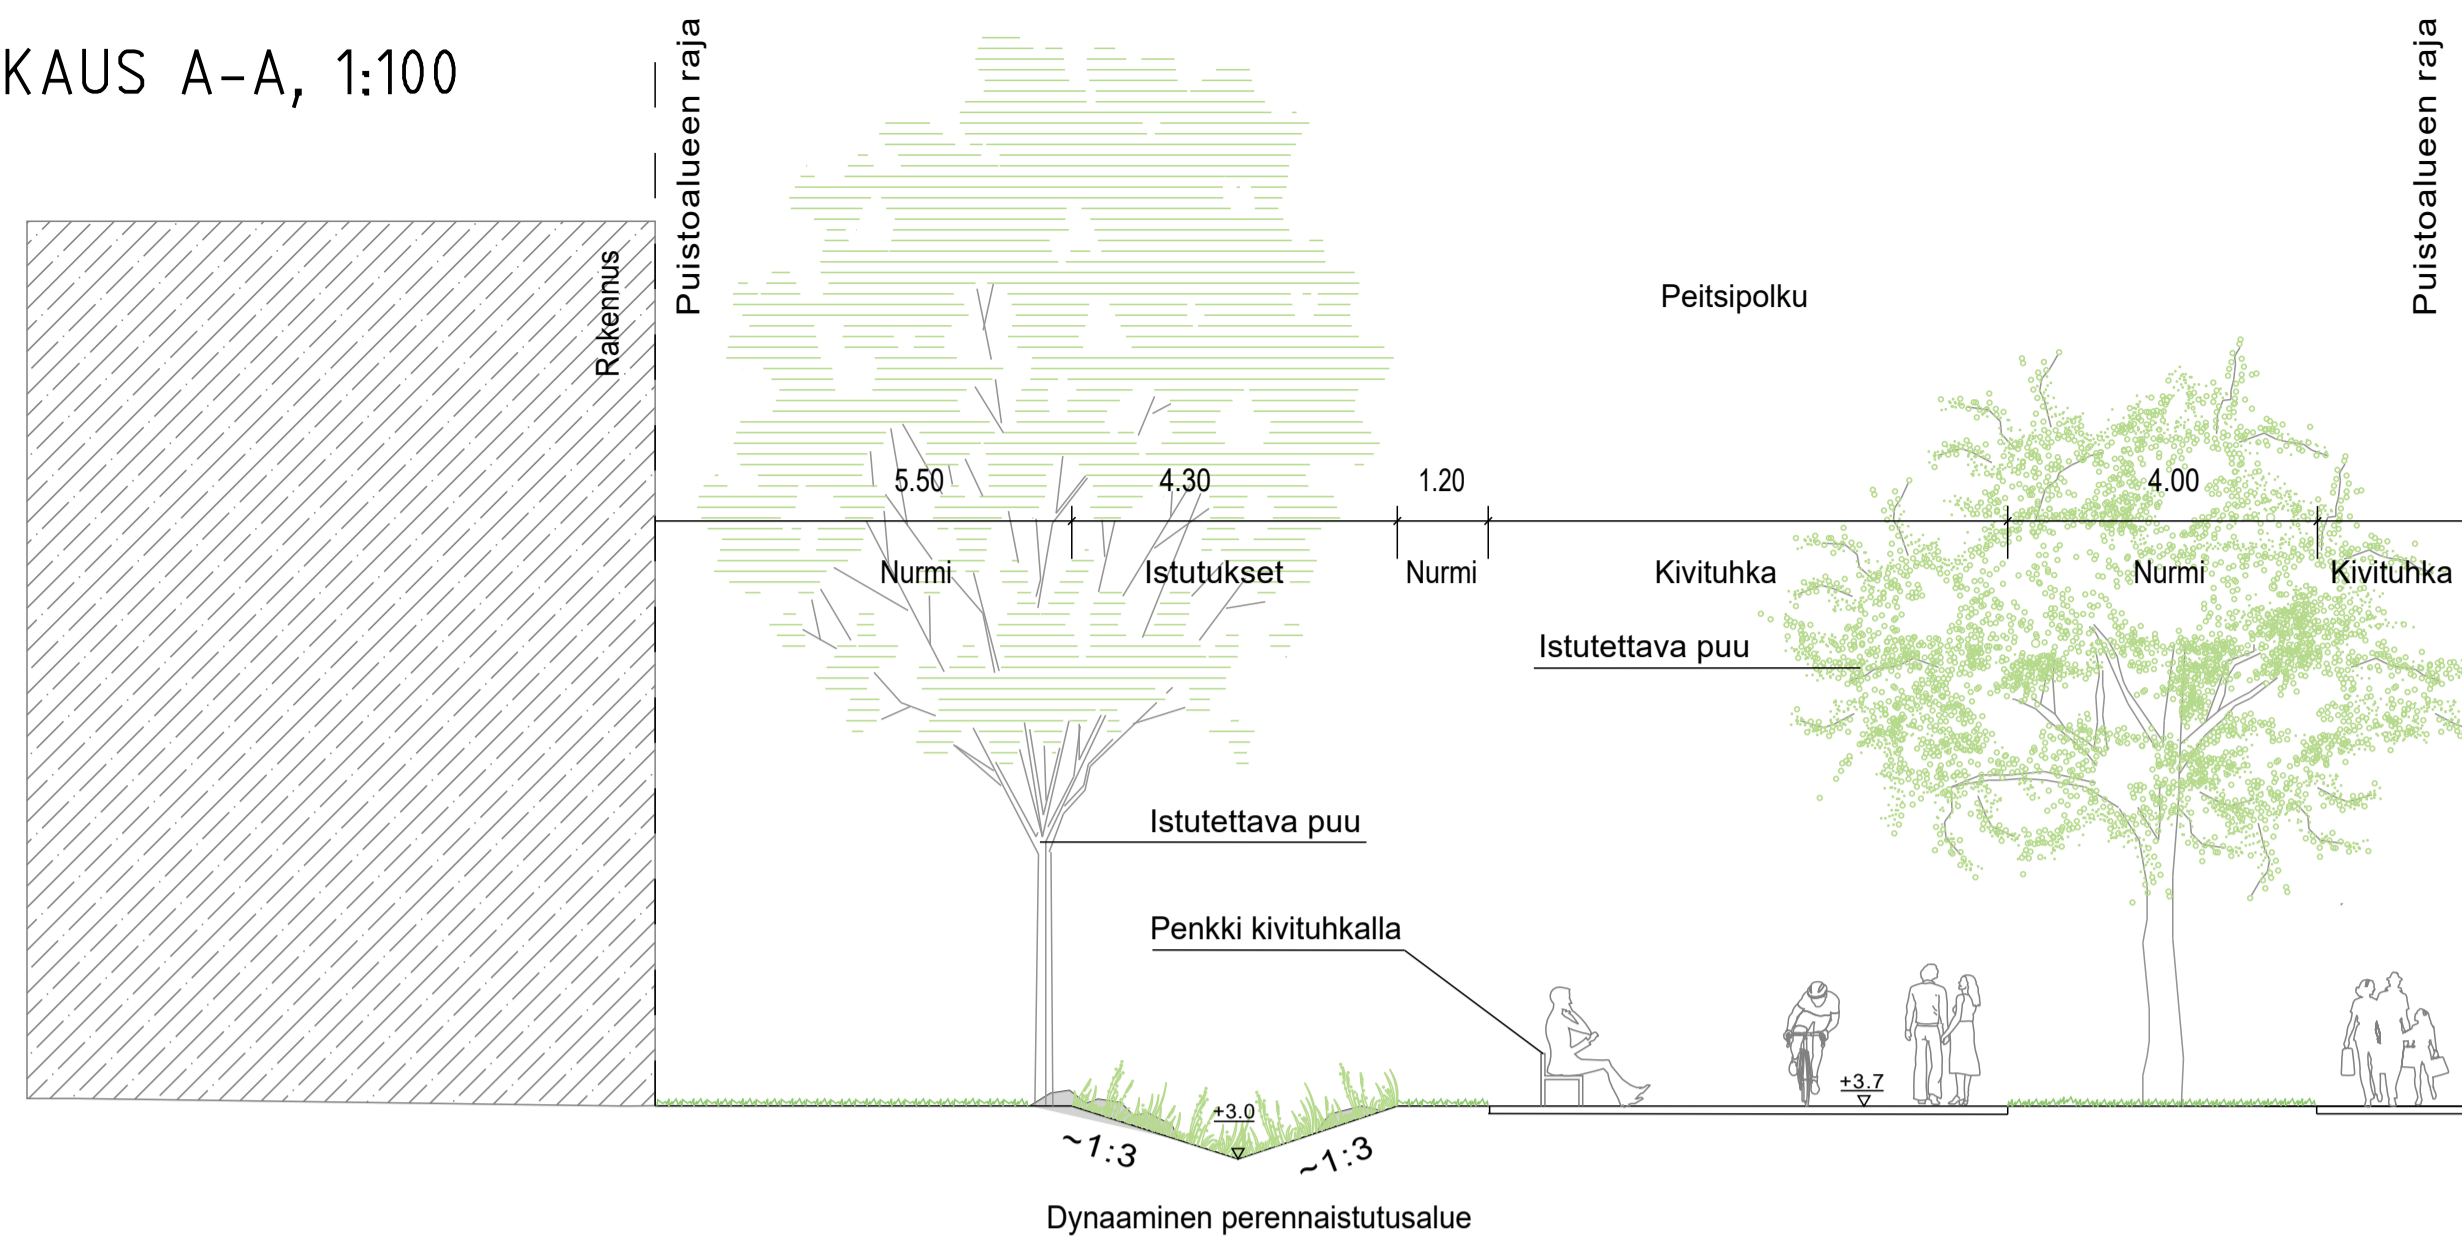 KAUS A-A, 1:100
Puistoalueen raja
Puistoalueen raja
Rakennus
Peitsipolku
5.50
4.30
1.20
4.00
Nurmi
Istutukset
Nurmi
Kivituhka
Nurmi
Kivituhka
Istutettava puu
Istutettava puu
Penkki kivituhkalla
+3.7
+3.0
~1:3
~1:3
Dynaaminen perennaistutusalue